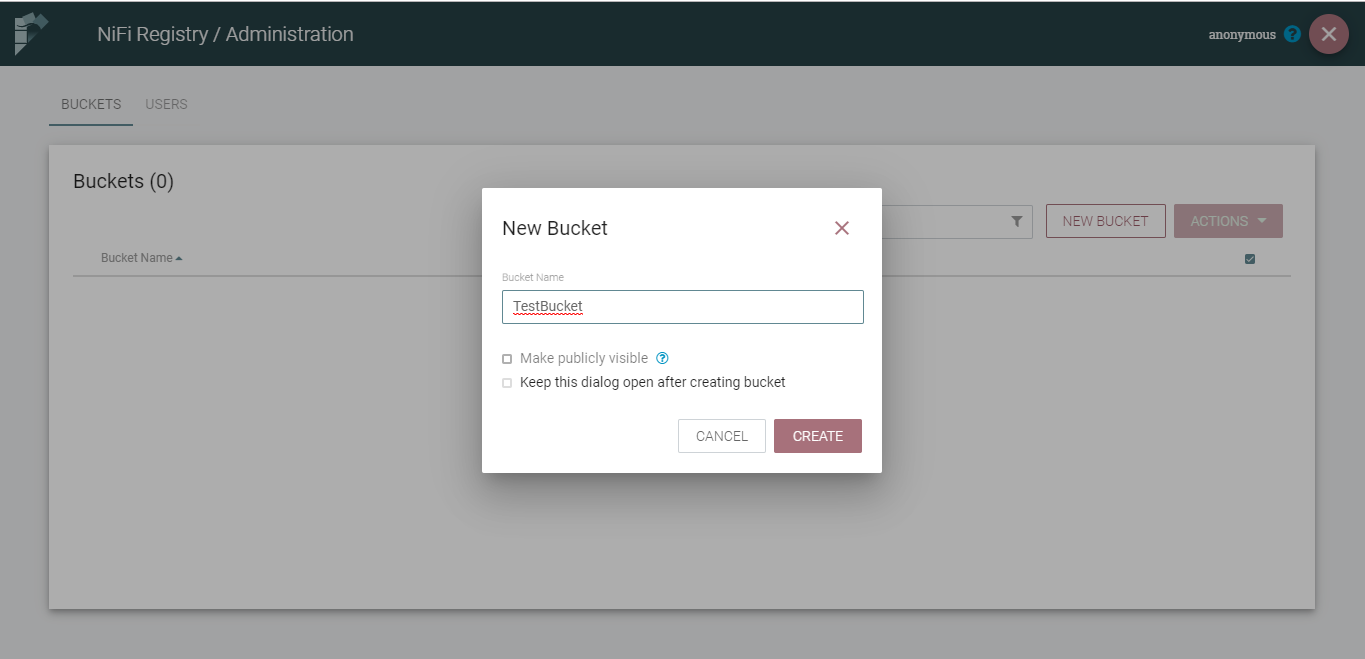 NiFi Registry / Administration
anonymous
BUCKETS USERS
Buckets (0)
NEW BUCKET ACTIONS
Bucket Name
New Bucket
Bucket Name
TestBucket
Make publicly visible
Keep this dialog open after creating bucket
CANCEL CREATE